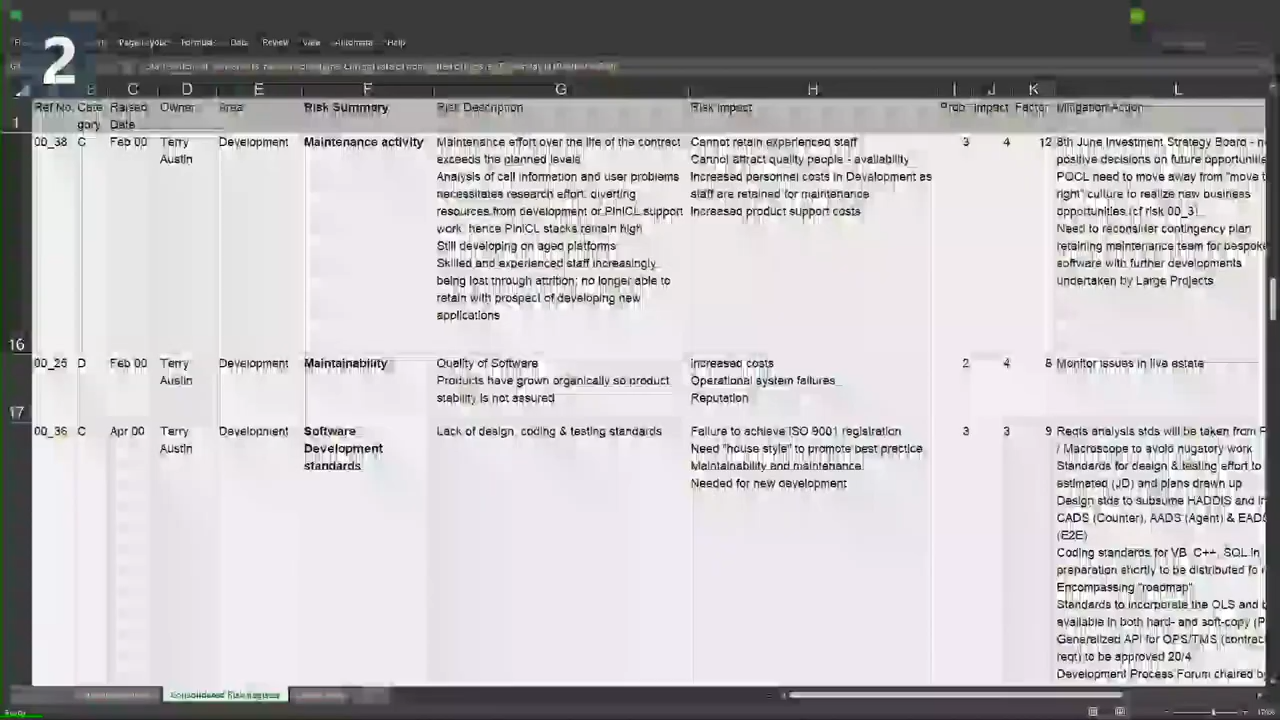 2
Page Layout Formulas Data Review View Automate Help
B C D E F G H I J K L
1 Ref No. Cate gory Raised Date Owner Area Risk Summary Risk Description Risk Impact Prob Impact Factor Mitigation Action
16
00_38 C Feb 00 Terry Austin Development Maintenance activity
Maintenance effort over the life of the contract
exceeds the planned levels
Analysis of call information and user problems
necessitates research effort, diverting
resources from development or PinICL support
work, hence PinICL stacks remain high
Still developing on aged platforms
Skilled and experienced staff increasingly
being lost through attrition; no longer able to
retain with prospect of developing new
applications
Cannot retain experienced staff
Cannot attract quality people - availability
Increased personnel costs in Development as
staff are retained for maintenance
Increased product support costs
3 4 12
8th June Investment Strategy Board - n
positive decisions on future opportunitie
POCL need to move away from "move t
right" culture to realize new business
opportunities (cf risk 00_3)
Need to reconsider contingency plan
retaining maintenance team for bespoke
software with further developments
undertaken by Large Projects
17
00_25 D Feb 00 Terry Austin Development Maintainability
Quality of Software
Products have grown organically so product
stability is not assured
Increased costs
Operational system failures
Reputation
2 4 8 Monitor issues in live estate
00_36 C Apr 00 Terry Austin Development Software Development standards
Lack of design, coding & testing standards
Failure to achieve ISO 9001 registration
Need "house style" to promote best practice
Maintainability and maintenance
Needed for new development
3 3 9
Reqts analysis stds will be taken from
/ Macroscope to avoid nugatory work
Standards for design & testing effort to
estimated (JD) and plans drawn up
Design stds to subsume HADDIS and in
CADS (Counter), AADS (Agent) & EAD
(E2E)
Coding standards for VB, C++, SQL in
preparation shortly to be distributed fo
Encompassing "roadmap"
Standards to incorporate the OLS and b
available in both hard- and soft-copy (P
Generalized API for OPS/TMS (contrac
reqt) to be approved 20/4
Development Process Forum chaired b
Consolidated Risk register